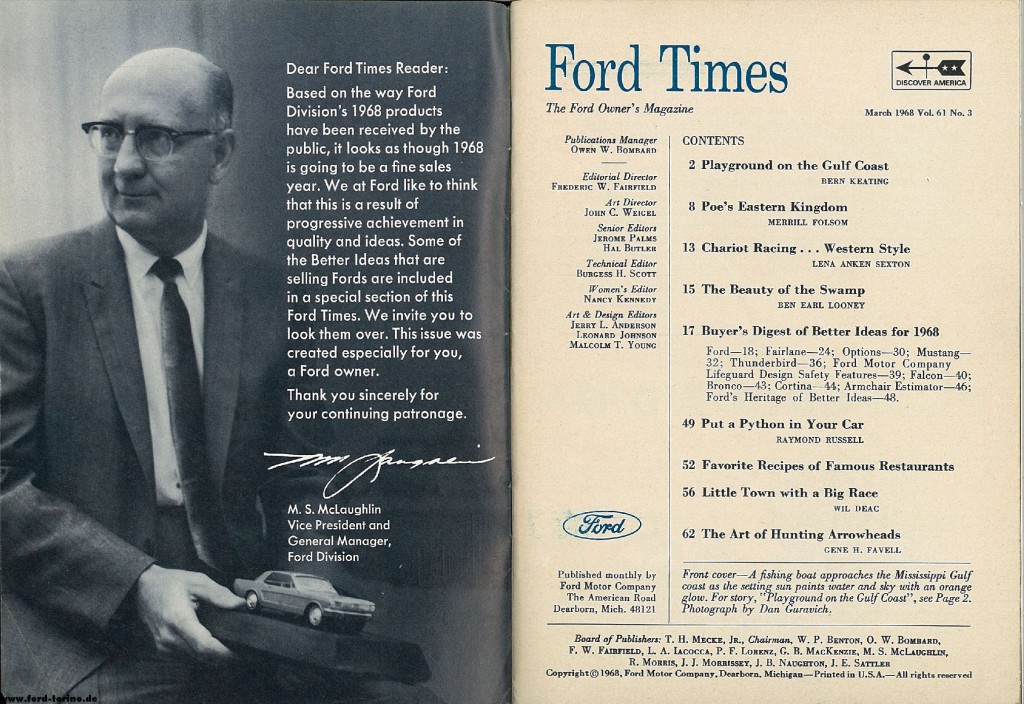 Dear Ford Times Reader:
Based on the way Ford
Division's 1968 products
have been received by the
public, it looks as though 1968
is going to be a fine sales
year. We at Ford like to think
that this is a result of
progressive achievement in
quality and ideas. Some of
the Better Ideas that are
selling Fords are included
in a special section of this
Ford Times. We invite you to
look them over. This issue was
created especially for you,
a Ford owner.
Thank you sincerely for
your continuing patronage.
M. S. McLaughlin
Vice President and
General Manager,
Ford Division
www.ford-torino.de
Ford Times
DISCOVER AMERICA
The Ford Owner's Magazine
March 1968 Vol. 61 No. 3
Publications Manager
OWEN W. BOMBARD
Editorial Director
FREDERIC W. FAIRFIELD
Art Director
JOHN C. WEIGEL
Senior Editors
JEROME PALMS
HAL BUTLER
Technical Editor
BURGESS H. SCOTT
Women's Editor
NANCY KENNEDY
Art & Design Editors
JERRY L. ANDERSON
LEONARD JOHNSON
MALCOLM T. YOUNG
Ford
Published monthly by
Ford Motor Company
The American Road
Dearborn, Mich. 48121
CONTENTS
2 Playground on the Gulf Coast
BERN KEATING
8 Poe's Eastern Kingdom
MERRILL FOLSOM
13 Chariot Racing . . . Western Style
LENA ANKEN SEXTON
15 The Beauty of the Swamp
BEN EARL LOONEY
17 Buyer's Digest of Better Ideas for 1968
Ford—18; Fairlane—24; Options—30; Mustang—
32; Thunderbird—36; Ford Motor Company
Lifeguard Design Safety Features—39; Falcon—40;
Bronco—43; Cortina—44; Armchair Estimator—46;
Ford's Heritage of Better Ideas—48.
49 Put a Python in Your Car
RAYMOND RUSSELL
52 Favorite Recipes of Famous Restaurants
56 Little Town with a Big Race
WIL DEAC
62 The Art of Hunting Arrowheads
GENE H. FAVELL
Front cover—A fishing boat approaches the Mississippi Gulf
coast as the setting sun paints water and sky with an orange
glow. For story, "Playground on the Gulf Coast", see Page 2.
Photograph by Dan Guravich.
Board of Publishers: T. H. MECKE, JR., Chairman, W. P. BENTON, O. W. BOMBARD,
F. W. FAIRFIELD, L. A. IACOCCA, P. F. LORENZ, G. B. MACKENZIE, M. S. MCLAUGHLIN,
R. MORRIS, J. J. MORRISSEY, J. B. NAUGHTON, J. E. SATTLER
Copyright © 1968, Ford Motor Company, Dearborn, Michigan—Printed in U.S.A.—All rights reserved